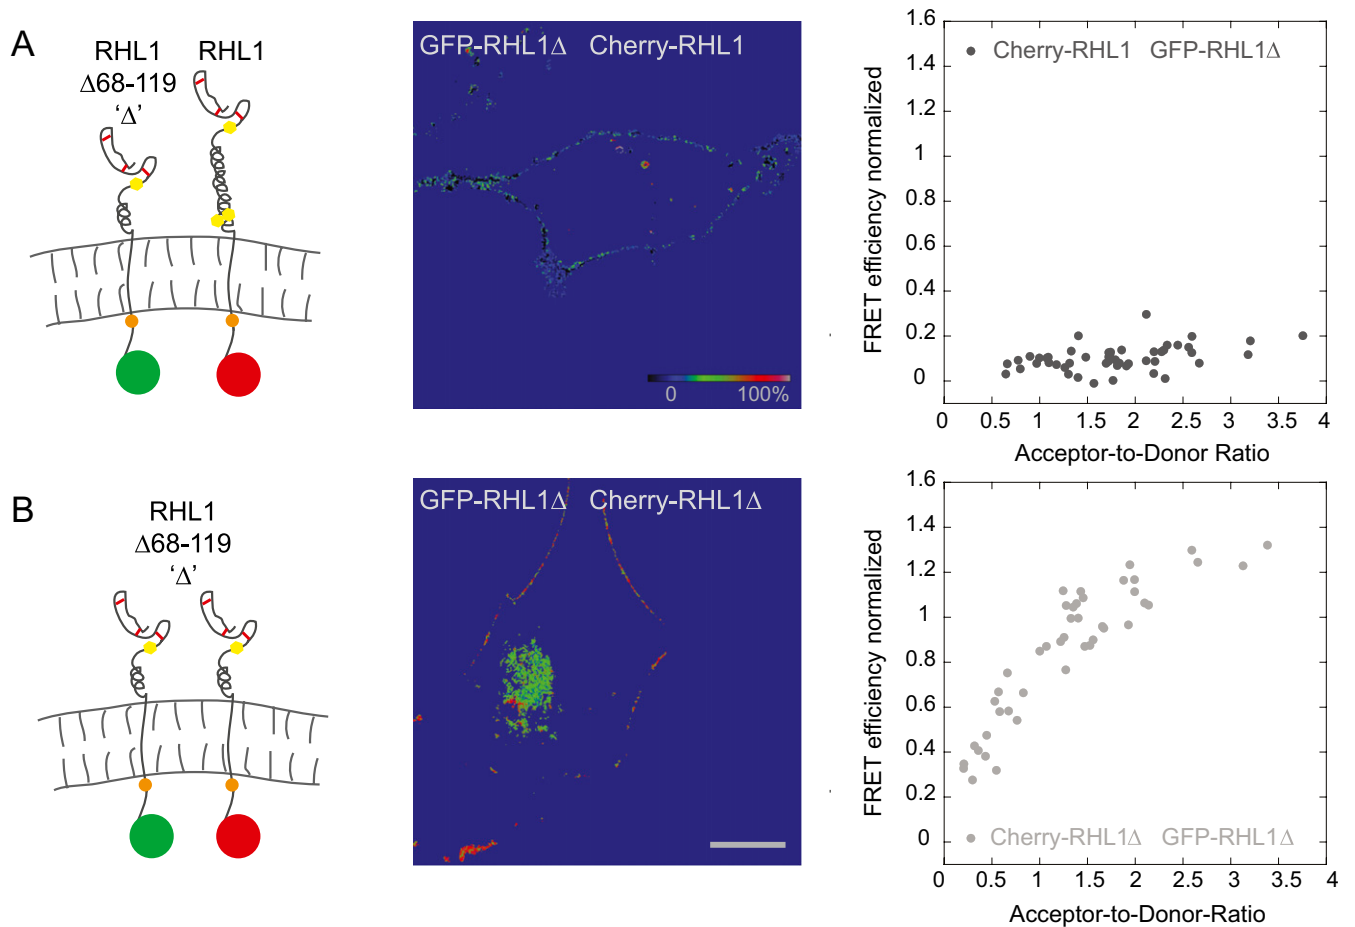 A
RHL1
Δ68-119
‘Δ’
RHL1
GFP-RHL1Δ Cherry-RHL1
0 100%
FRET efficiency normalized
1.6
1.4
1.2
1
0.8
0.6
0.4
0.2
0
Cherry-RHL1 GFP-RHL1Δ
0 0.5 1 1.5 2 2.5 3 3.5 4
Acceptor-to-Donor Ratio
B
RHL1
Δ68-119
‘Δ’
GFP-RHL1Δ Cherry-RHL1Δ
FRET efficiency normalized
1.6
1.4
1.2
1
0.8
0.6
0.4
0.2
0
Cherry-RHL1Δ GFP-RHL1Δ
0 0.5 1 1.5 2 2.5 3 3.5 4
Acceptor-to-Donor-Ratio